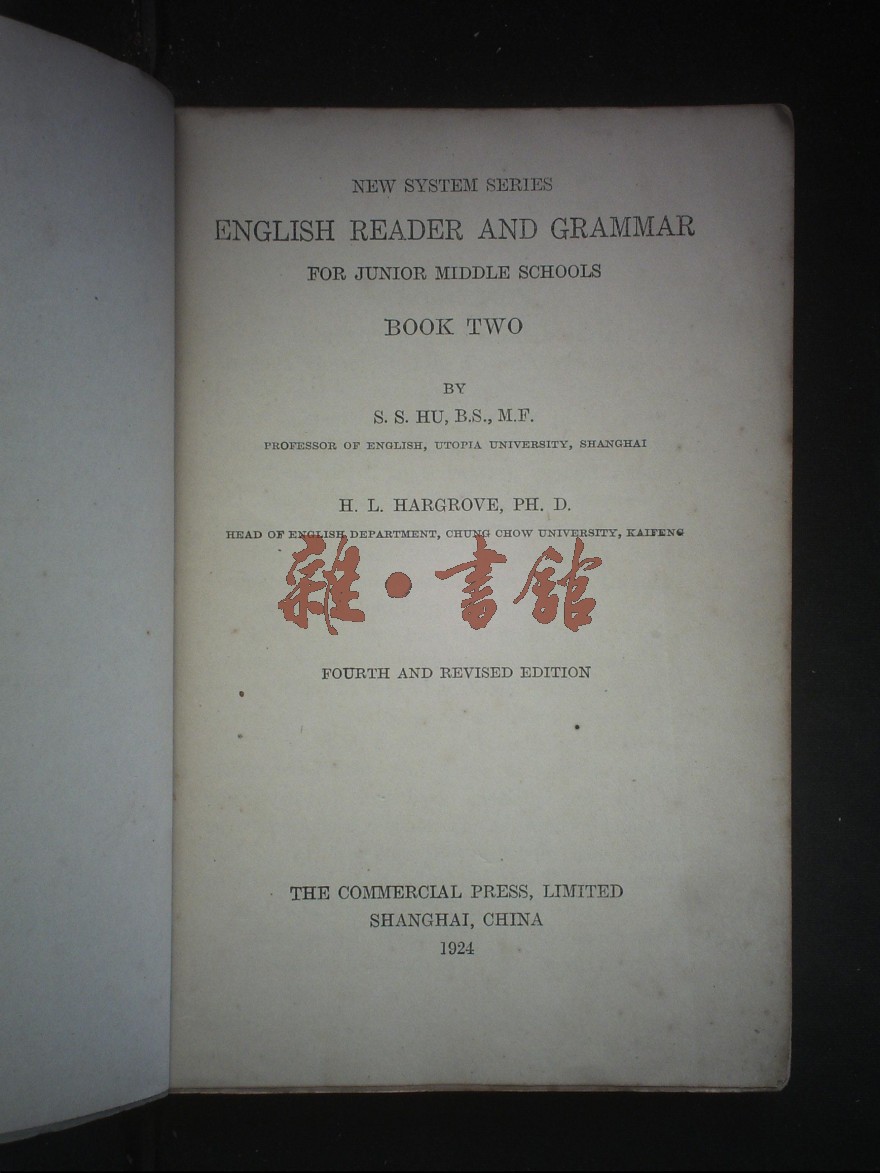 NEW SYSTEM SERIES
ENGLISH READER AND GRAMMAR
FOR JUNIOR MIDDLE SCHOOLS
BOOK TWO
BY
S. S. HU, B.S., M.F.
PROFESSOR OF ENGLISH, UTOPIA UNIVERSITY, SHANGHAI
H. L. HARGROVE, PH. D.
HEAD OF ENGLISH DEPARTMENT, CHUNG CHOW UNIVERSITY, KAIFENG
雜·書館
FOURTH AND REVISED EDITION
THE COMMERCIAL PRESS, LIMITED
SHANGHAI, CHINA
1924